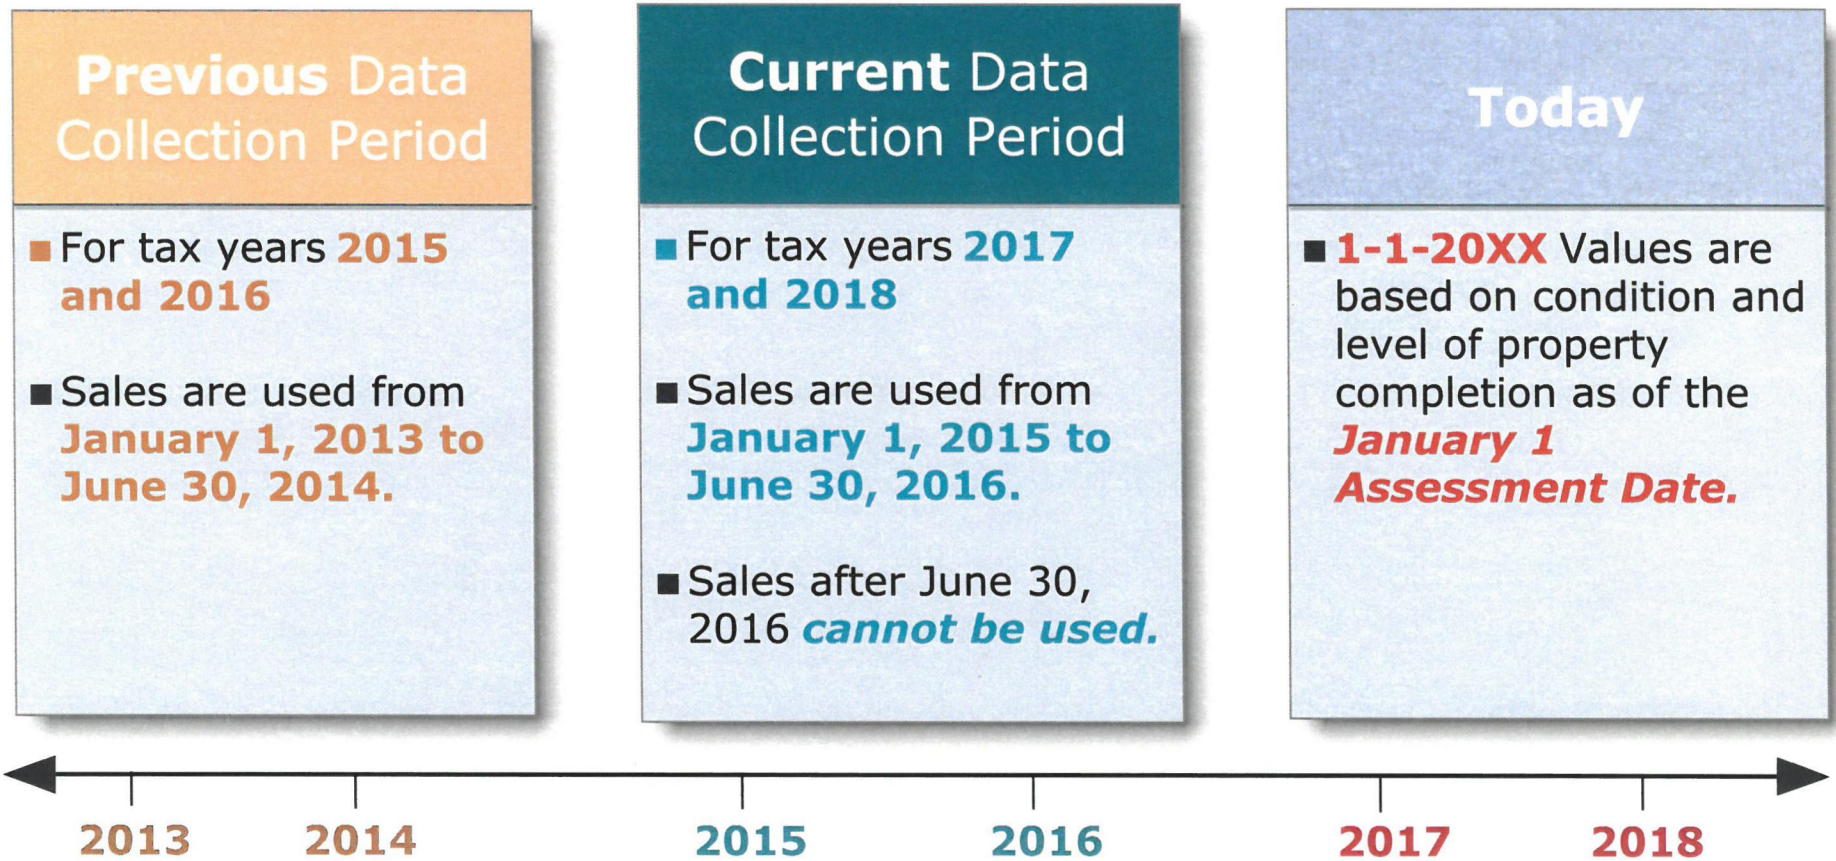 Previous Data
Collection Period
For tax years 2015
and 2016
Sales are used from
January 1, 2013 to
June 30, 2014.
Current Data
Collection Period
For tax years 2017
and 2018
Sales are used from
January 1, 2015 to
June 30, 2016.
Sales after June 30,
2016 cannot be used.
Today
1-1-20XX Values are
based on condition and
level of property
completion as of the
January 1
Assessment Date.
2013 2014 2015 2016 2017 2018